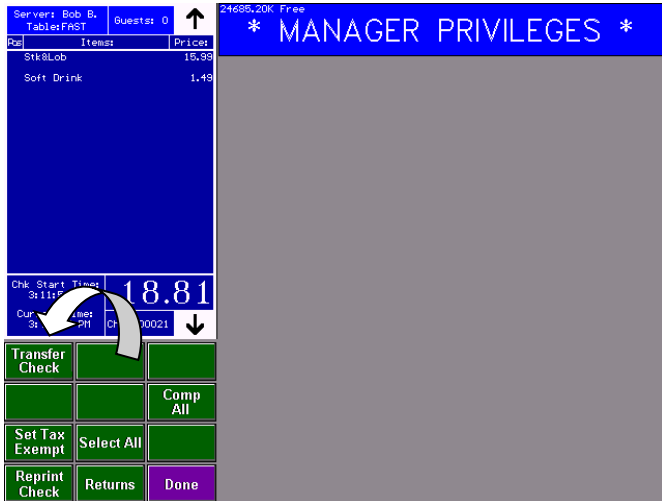 Server: Bob B.
Table:FAST
Guests: 0
24685.20K Free
* MANAGER PRIVILEGES *
Pos Items: Price:
Stk&Lob 15.99
Soft Drink 1.49
Chk Start Time:
18.81
Transfer
Check
Comp
All
Set Tax
Exempt
Select All
Reprint
Check
Returns
Done